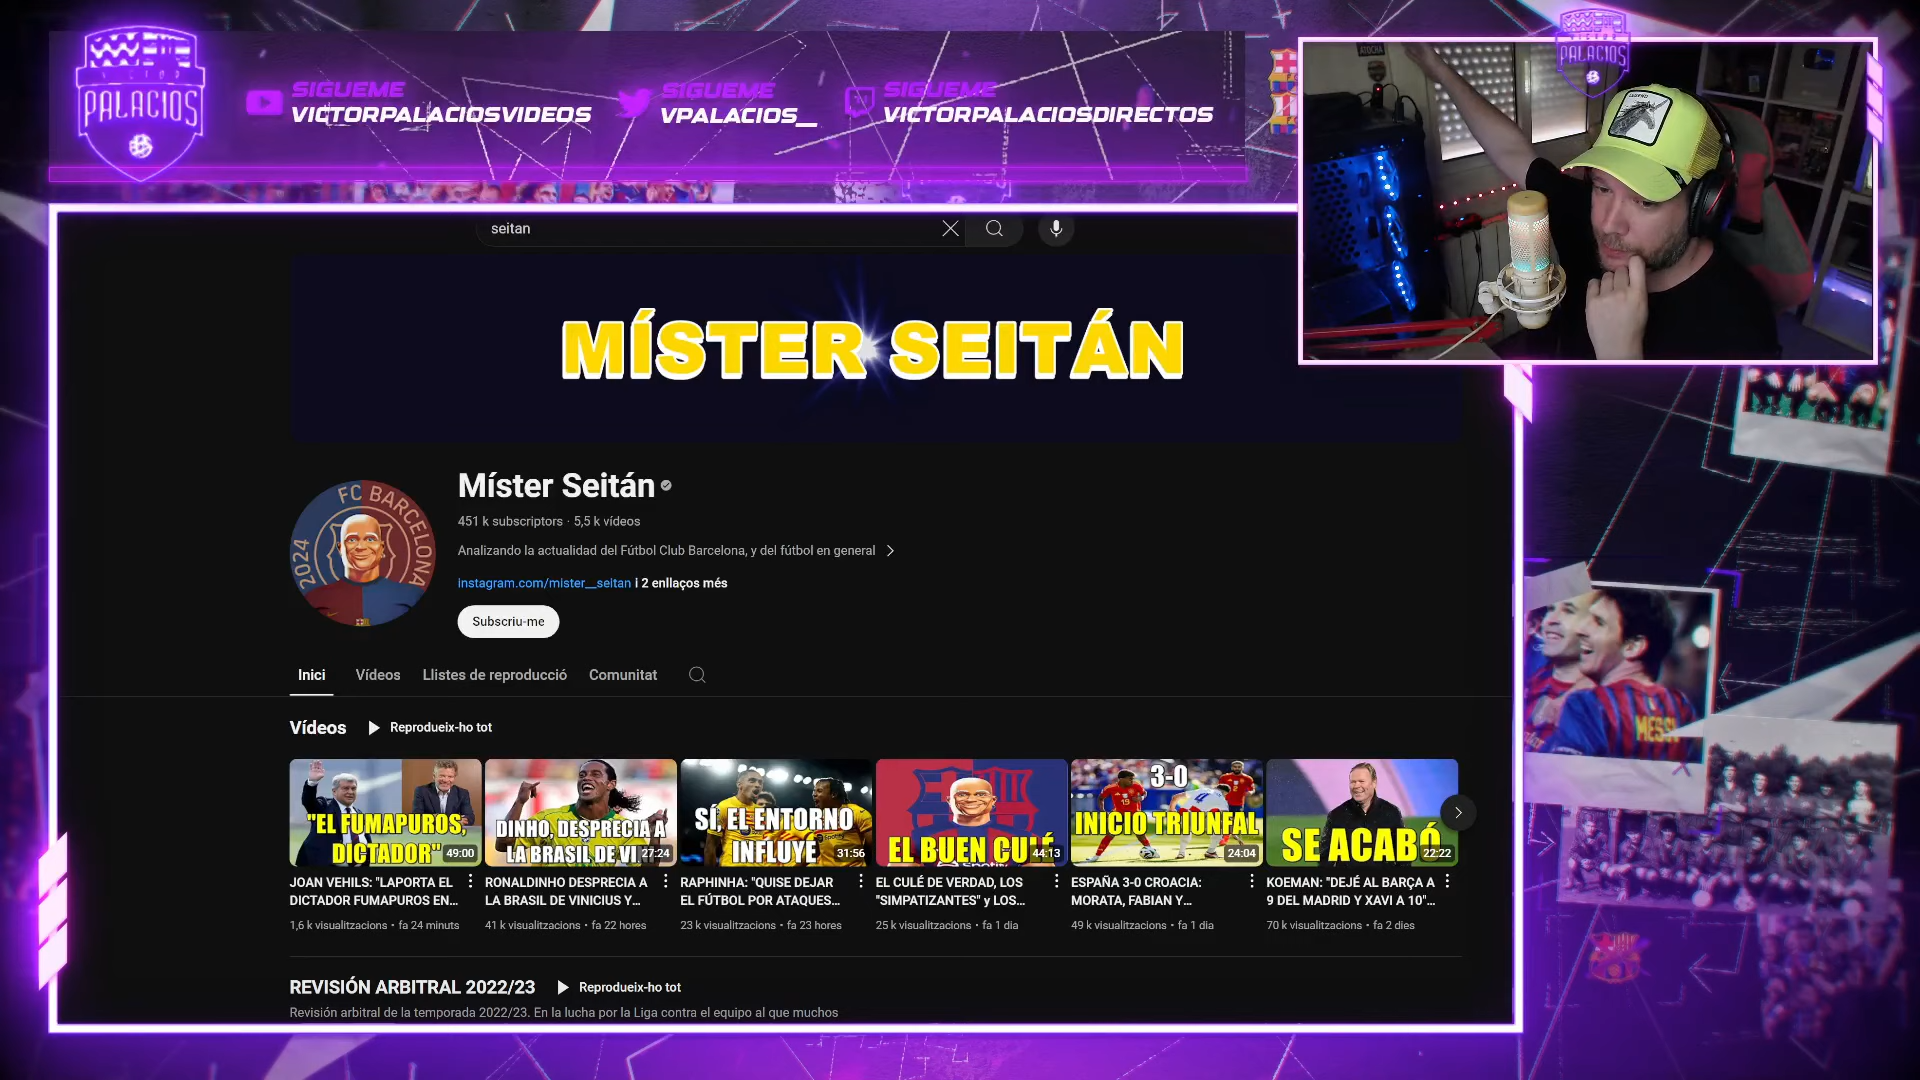 VICTOR
PALACIOS
SIGUEME
VICTORPALACIOSVIDEOS
SIGUEME
VPALACIOS_
SIGUEME
VICTORPALACIOSDIRECTOS
ATOCHA
PALACIOS
seitan
MÍSTER SEITÁN
FC BARCELONA
2024
Míster Seitán
451 k subscriptors · 5,5 k vídeos
Analizando la actualidad del Fútbol Club Barcelona, y del fútbol en general
instagram.com/mister__seitan i 2 enllaços més
Subscriu-me
Inici Vídeos Llistes de reproducció Comunitat
Vídeos Reprodueix-ho tot
"EL FUMAPUROS,
DICTADOR"
49:00
DINHO, DESPRECIA A
LA BRASIL DE VI
27:24
SÍ, EL ENTORNO
INFLUYE
31:56
EL BUEN CULÉ
44:13
3-0
INICIO TRIUNFAL
24:04
SE ACABÓ
22:22
JOAN VEHILS: "LAPORTA EL
DICTADOR FUMAPUROS EN...
1,6 k visualitzacions · fa 24 minuts
RONALDINHO DESPRECIA A
LA BRASIL DE VINICIUS Y...
41 k visualitzacions · fa 22 hores
RAPHINHA: "QUISE DEJAR
EL FÚTBOL POR ATAQUES...
23 k visualitzacions · fa 23 hores
EL CULÉ DE VERDAD, LOS
"SIMPATIZANTES" y LOS...
25 k visualitzacions · fa 1 dia
ESPAÑA 3-0 CROACIA:
MORATA, FABIAN Y...
49 k visualitzacions · fa 1 dia
KOEMAN: "DEJÉ AL BARÇA A
9 DEL MADRID Y XAVI A 10"...
70 k visualitzacions · fa 2 dies
REVISIÓN ARBITRAL 2022/23 Reprodueix-ho tot
Revisión arbitral de la temporada 2022/23. En la lucha por la Liga contra el equipo al que muchos
MESSI